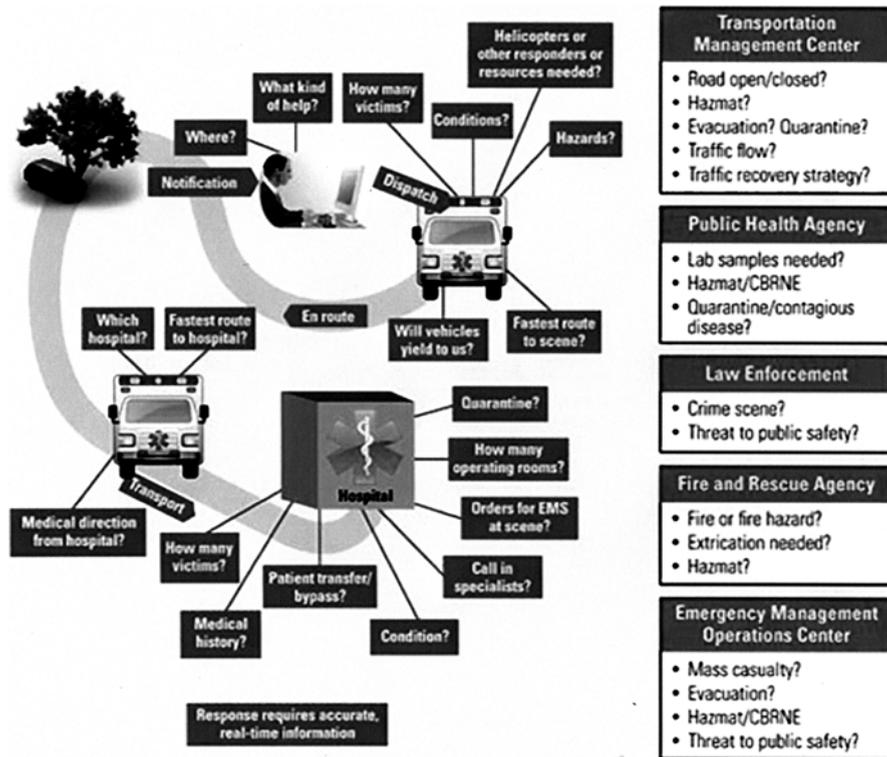 Helicopters or
other responders or
resources needed?
What kind
of help?
How many
victims?
Conditions?
Where?
Hazards?
Notification
Dispatch
En route
Will vehicles
yield to us?
Fastest route
to scene?
Which
hospital?
Fastest route
to hospital?
Quarantine?
How many
operating rooms?
Hospital
Transport
Orders for EMS
at scene?
Medical direction
from hospital?
How many
victims?
Patient transfer/
bypass?
Call in
specialists?
Medical
history?
Condition?
Response requires accurate,
real-time information
Transportation
Management Center
• Road open/closed?
• Hazmat?
• Evacuation? Quarantine?
• Traffic flow?
• Traffic recovery strategy?
Public Health Agency
• Lab samples needed?
• Hazmat/CBRNE
• Quarantine/contagious
disease?
Law Enforcement
• Crime scene?
• Threat to public safety?
Fire and Rescue Agency
• Fire or fire hazard?
• Extrication needed?
• Hazmat?
Emergency Management
Operations Center
• Mass casualty?
• Evacuation?
• Hazmat/CBRNE
• Threat to public safety?